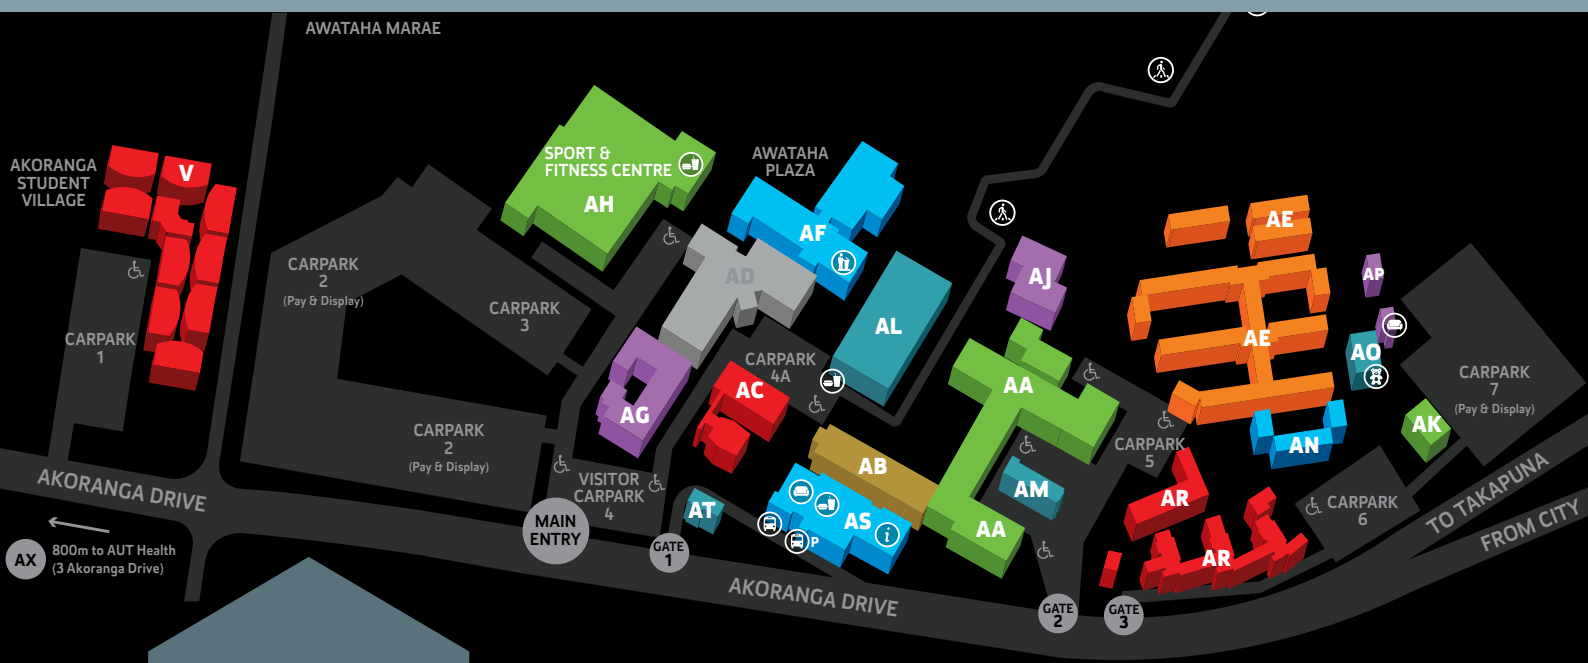 AWATAHA MARAE
AKORANGA
STUDENT
VILLAGE
V
SPORT &
FITNESS CENTRE
AH
AWATAHA
PLAZA
AF
AD
AL
AJ
AE
AE
AP
AO
CARPARK
1
CARPARK
2
(Pay & Display)
CARPARK
3
CARPARK
2
(Pay & Display)
AG
AC
CARPARK
4A
AA
CARPARK
5
AN
AK
CARPARK
7
(Pay & Display)
AB
AM
AR
AKORANGA DRIVE
VISITOR
CARPARK
4
AT
AS
i
P
AA
AR
CARPARK
6
TO TAKAPUNA
FROM CITY
MAIN
ENTRY
GATE
1
AX
800m to AUT Health
(3 Akoranga Drive)
AKORANGA DRIVE
GATE
2
GATE
3